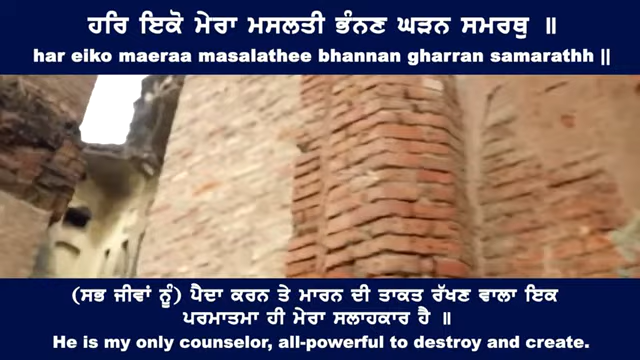 ਹਰਿ ਇਕੋ ਮੇਰਾ ਮਸਲਤੀ ਭੰਨਣ ਘੜਨ ਸਮਰਥੁ ॥
har eiko maeraa masalathee bhannan gharran samarathh ||
(ਸਭ ਜੀਵਾਂ ਨੂੰ) ਪੈਦਾ ਕਰਨ ਤੇ ਮਾਰਨ ਦੀ ਤਾਕਤ ਰੱਖਣ ਵਾਲਾ ਇਕ
ਪਰਮਾਤਮਾ ਹੀ ਮੇਰਾ ਸਲਾਹਕਾਰ ਹੈ ॥
He is my only counselor, all-powerful to destroy and create.